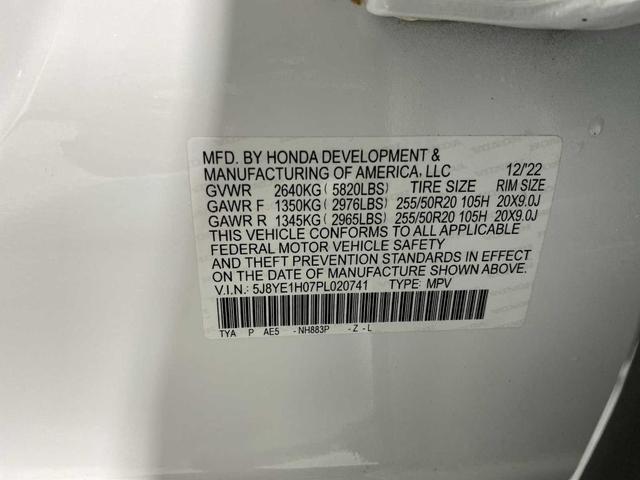 MFD. BY HONDA DEVELOPMENT &
MANUFACTURING OF AMERICA, LLC 12/'22
GVWR 2640KG (5820LBS) TIRE SIZE RIM SIZE
GAWR F 1350KG (2976LBS) 255/50R20 105H 20X9.0J
GAWR R 1345KG (2965LBS) 255/50R20 105H 20X9.0J
THIS VEHICLE CONFORMS TO ALL APPLICABLE
FEDERAL MOTOR VEHICLE SAFETY
AND THEFT PREVENTION STANDARDS IN EFFECT
ON THE DATE OF MANUFACTURE SHOWN ABOVE.
V.I.N.: 5J8YE1H07PL020741 TYPE: MPV
TYA P AE5 -NH883P -Z-L